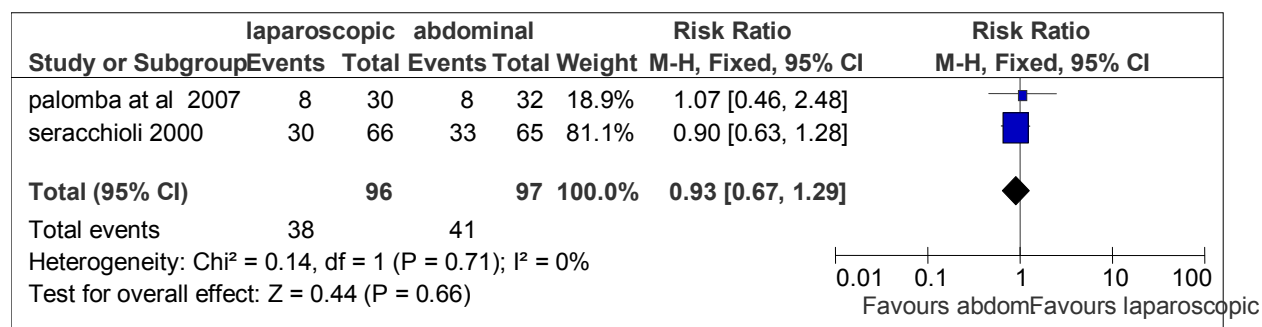 laparoscopic abdominal Risk Ratio Risk Ratio
Study or SubgroupEvents Total Events Total Weight M-H, Fixed, 95% CI M-H, Fixed, 95% CI
palomba at al 2007 8 30 8 32 18.9% 1.07 [0.46, 2.48]
seracchioli 2000 30 66 33 65 81.1% 0.90 [0.63, 1.28]
Total (95% CI) 96 97 100.0% 0.93 [0.67, 1.29]
Total events 38 41
Heterogeneity: Chi² = 0.14, df = 1 (P = 0.71); I² = 0%
Test for overall effect: Z = 0.44 (P = 0.66)
0.01 0.1 1 10 100
Favours abdom Favours laparoscopic